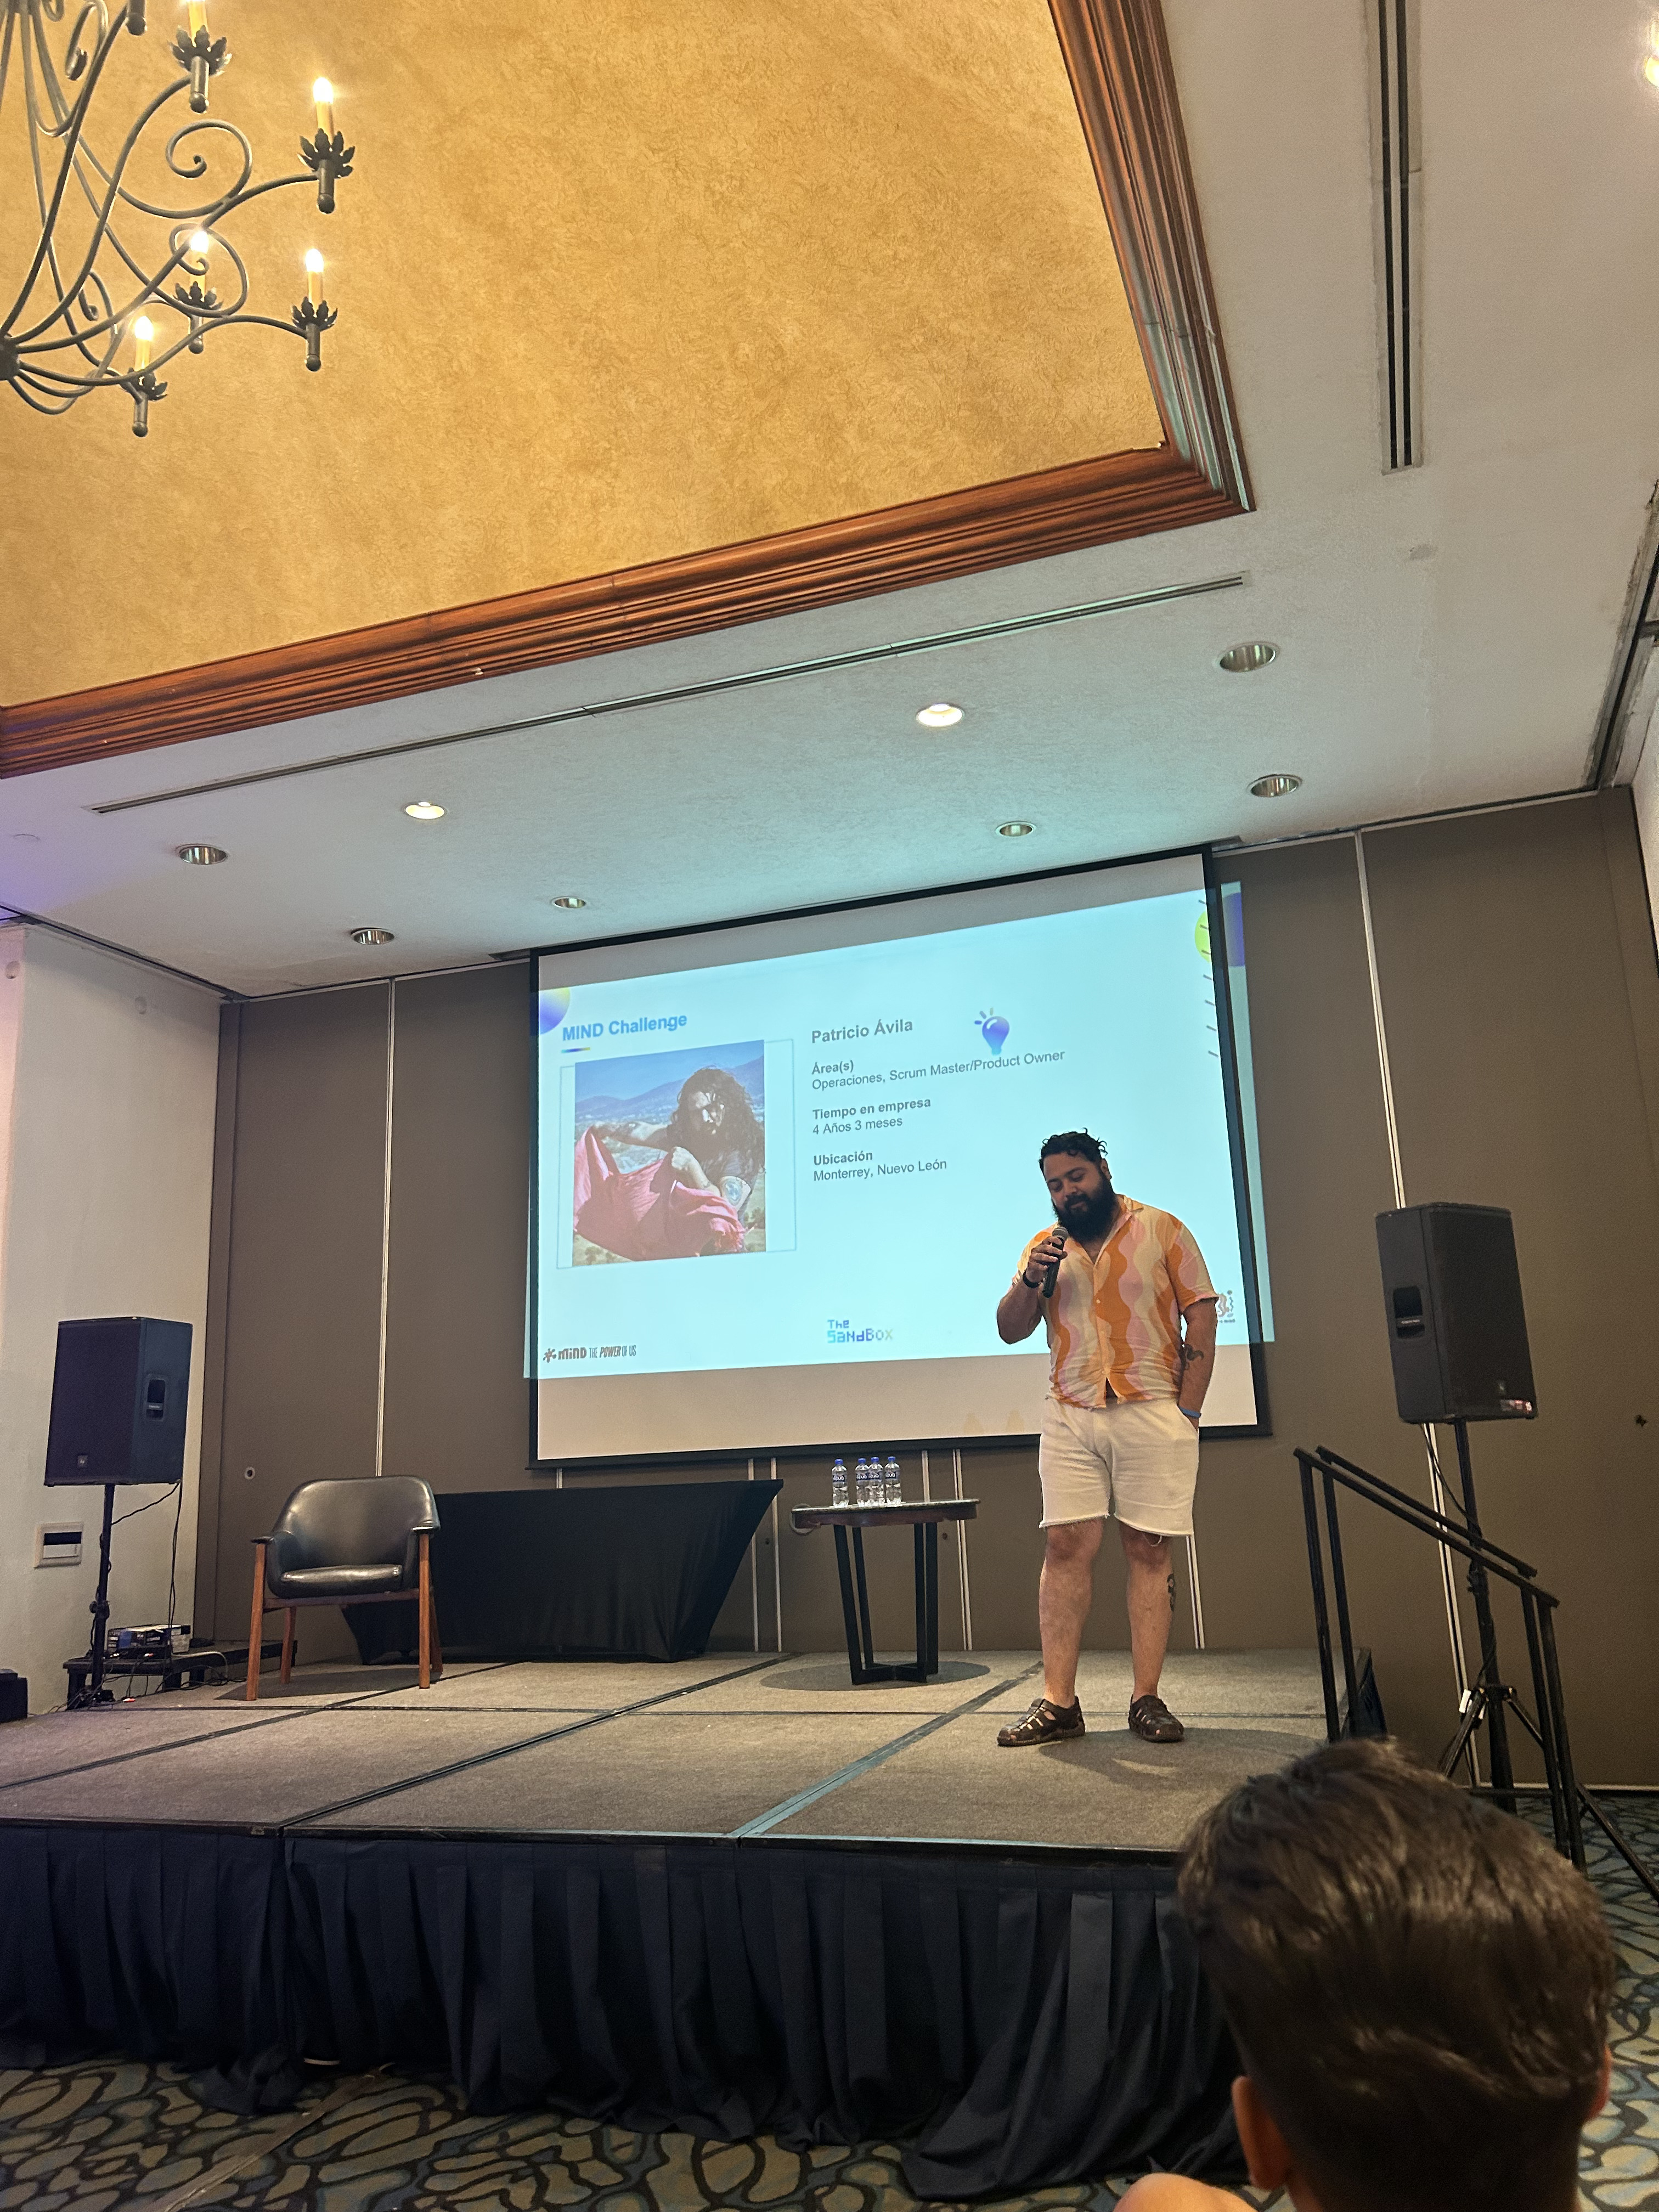 MIND Challenge
Patricio Ávila
Área(s)
Operaciones, Scrum Master/Product Owner
Tiempo en empresa
4 Años 3 meses
Ubicación
Monterrey, Nuevo León
The
SandBox
MIND THE POWER OF US